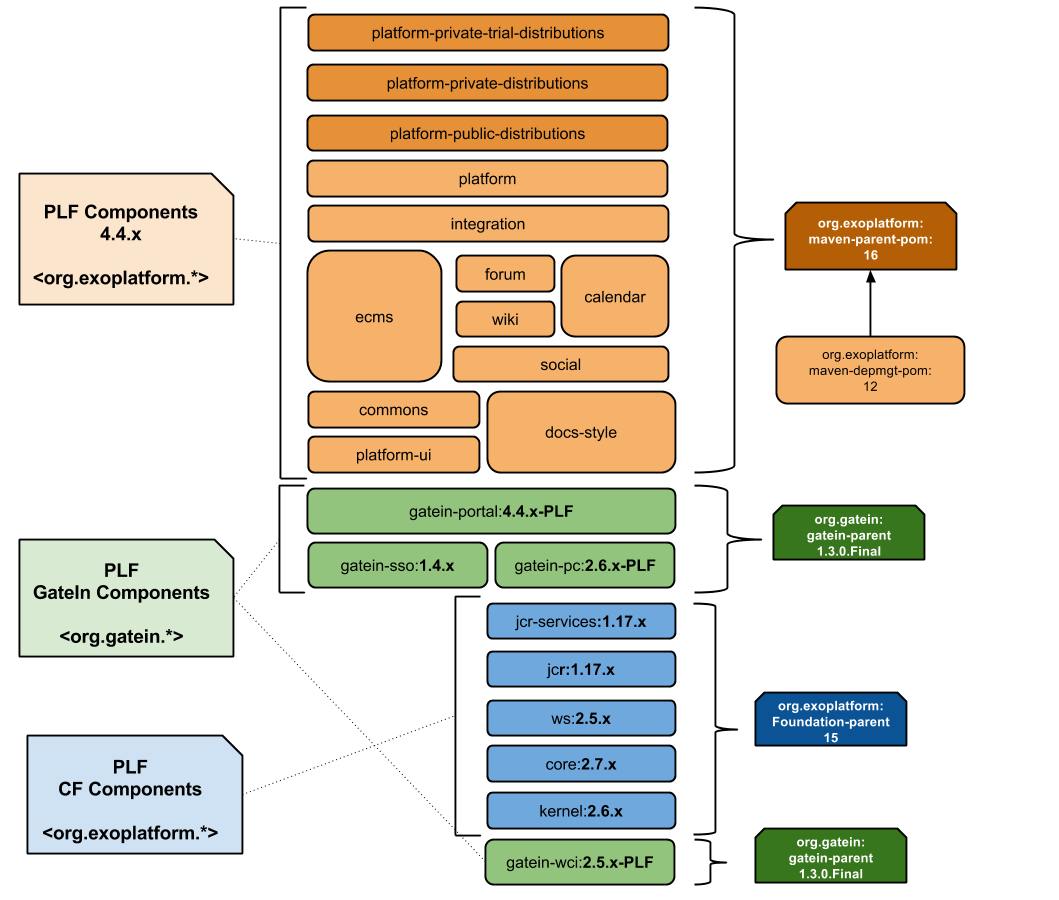 platform-private-trial-distributions
platform-private-distributions
platform-public-distributions
platform
integration
ecms
forum
wiki
calendar
social
commons
platform-ui
docs-style
PLF Components
4.4.x
<org.exoplatform.*>
org.exoplatform:
maven-parent-pom:
16
org.exoplatform:
maven-depmgt-pom:
12
gatein-portal:4.4.x-PLF
gatein-sso:1.4.x
gatein-pc:2.6.x-PLF
PLF
GateIn Components
<org.gatein.*>
org.gatein:
gatein-parent
1.3.0.Final
jcr-services:1.17.x
jcr:1.17.x
ws:2.5.x
core:2.7.x
kernel:2.6.x
PLF
CF Components
<org.exoplatform.*>
org.exoplatform:
Foundation-parent
15
gatein-wci:2.5.x-PLF
org.gatein:
gatein-parent
1.3.0.Final